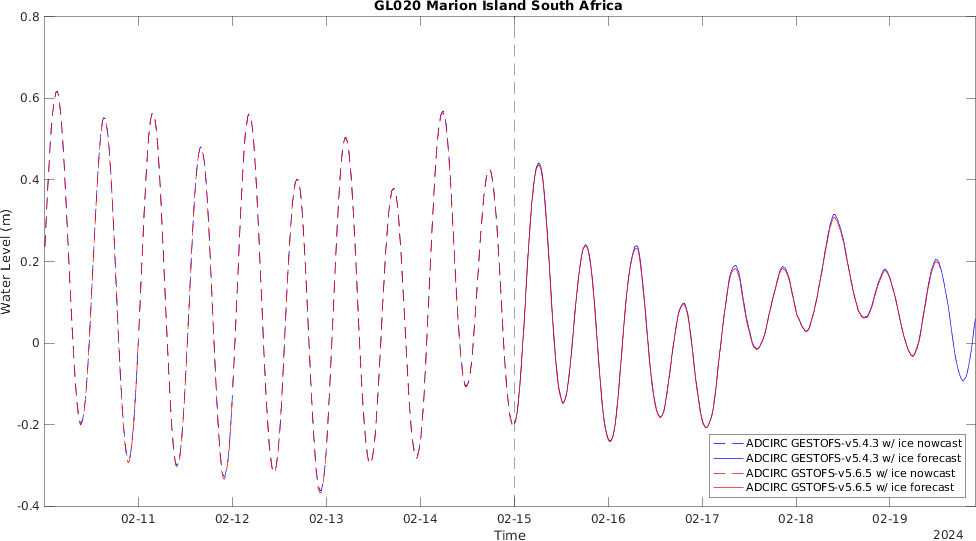 GL020 Marion Island South Africa
0.8
0.6
0.4
0.2
0
-0.2
-0.4
Water Level (m)
02-11
02-12
02-13
02-14
02-15
02-16
02-17
02-18
02-19
Time
2024
ADCIRC GESTOFS-v5.4.3 w/ ice nowcast
ADCIRC GESTOFS-v5.4.3 w/ ice forecast
ADCIRC GSTOFS-v5.6.5 w/ ice nowcast
ADCIRC GSTOFS-v5.6.5 w/ ice forecast